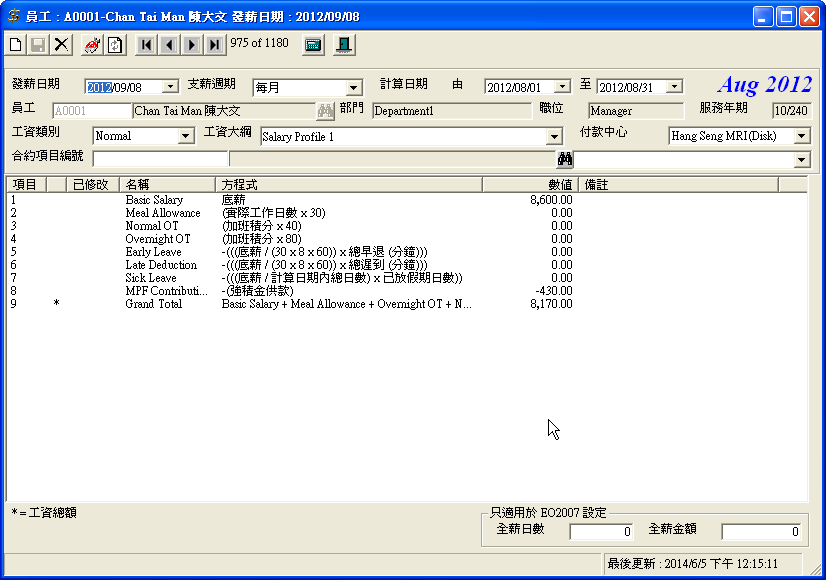 員工 : A0001-Chan Tai Man 陳大文 發薪日期 : 2012/09/08
975 of 1180
發薪日期 2012/09/08 支薪週期 每月 計算日期 由 2012/08/01 至 2012/08/31 Aug 2012
員工 A0001 Chan Tai Man 陳大文 部門 Department1 職位 Manager 服務年期 10/240
工資類別 Normal 工資大綱 Salary Profile 1 付款中心 Hang Seng MRI(Disk)
合約項目編號
項目 已修改 名稱 方程式 數值 備註
1 Basic Salary 底薪 8,600.00
2 Meal Allowance (實際工作日數 x 30) 0.00
3 Normal OT (加班積分 x 40) 0.00
4 Overnight OT (加班積分 x 80) 0.00
5 Early Leave -(((底薪 / (30 x 8 x 60)) x 總早退 (分鐘))) 0.00
6 Late Deduction -(((底薪 / (30 x 8 x 60)) x 總遲到 (分鐘))) 0.00
7 Sick Leave -(((底薪 / 計算日期內總日數) x 已放假期日數)) 0.00
8 MPF Contributi... -(強積金供款) -430.00
9 * Grand Total Basic Salary + Meal Allowance + Overnight OT + N... 8,170.00
* = 工資總額
只適用於 EO2007 設定
全薪日數 0 全薪金額 0
最後更新 : 2014/6/5 下午 12:15:11